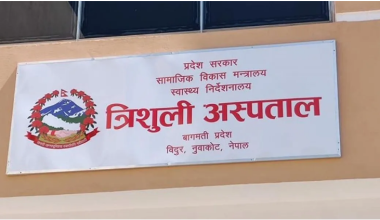 प्रदेश सरकार
सामाजिक विकास मन्त्रालय
स्वास्थ्य निर्देशनालय
त्रिशुली अस्पताल
बागमती प्रदेश
विदुर, नुवाकोट, नेपाल